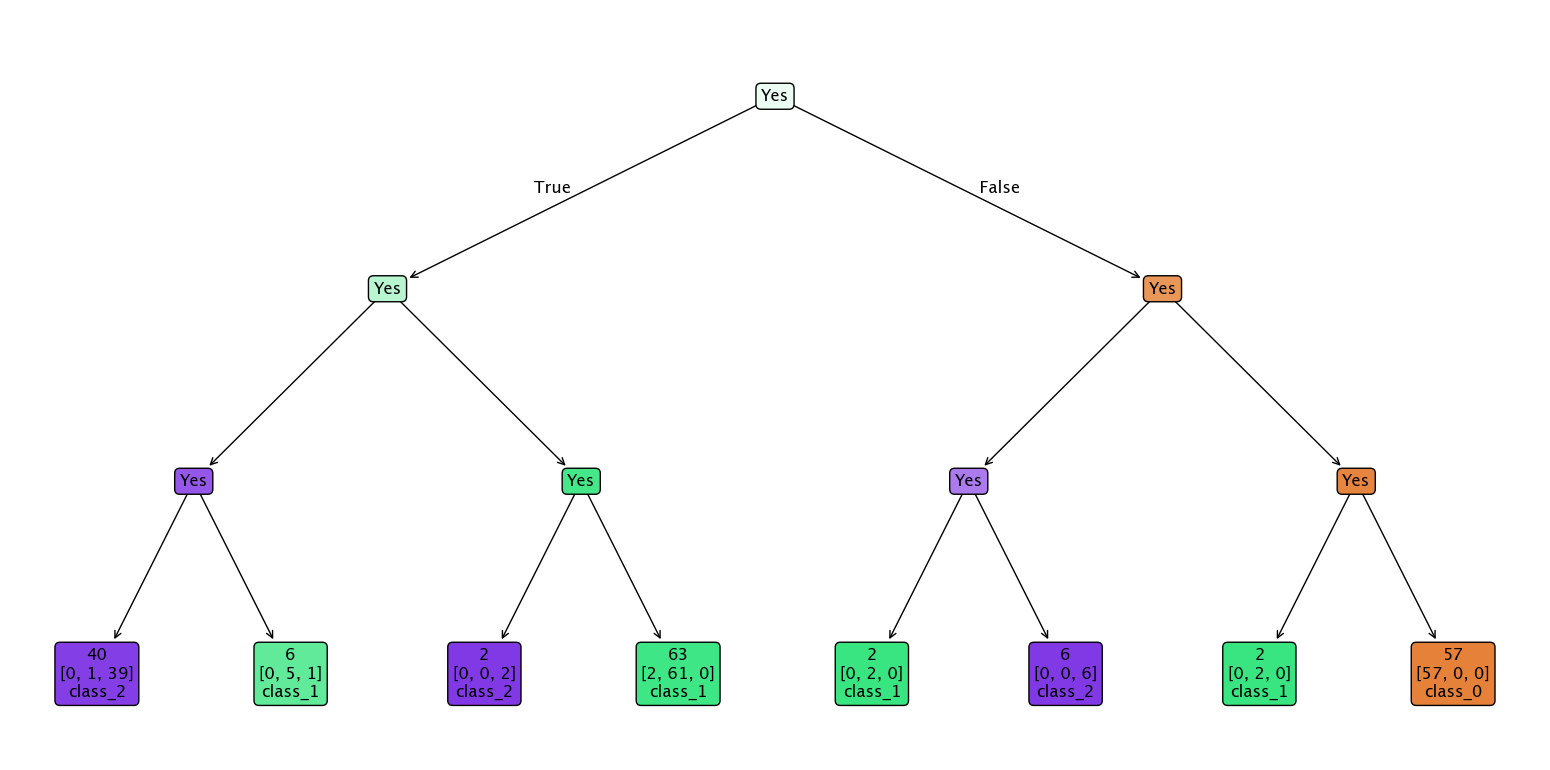 Yes
True
False
Yes
Yes
Yes
Yes
Yes
Yes
40
[0, 1, 39]
class_2
6
[0, 5, 1]
class_1
2
[0, 0, 2]
class_2
63
[2, 61, 0]
class_1
2
[0, 2, 0]
class_1
6
[0, 0, 6]
class_2
2
[0, 2, 0]
class_1
57
[57, 0, 0]
class_0